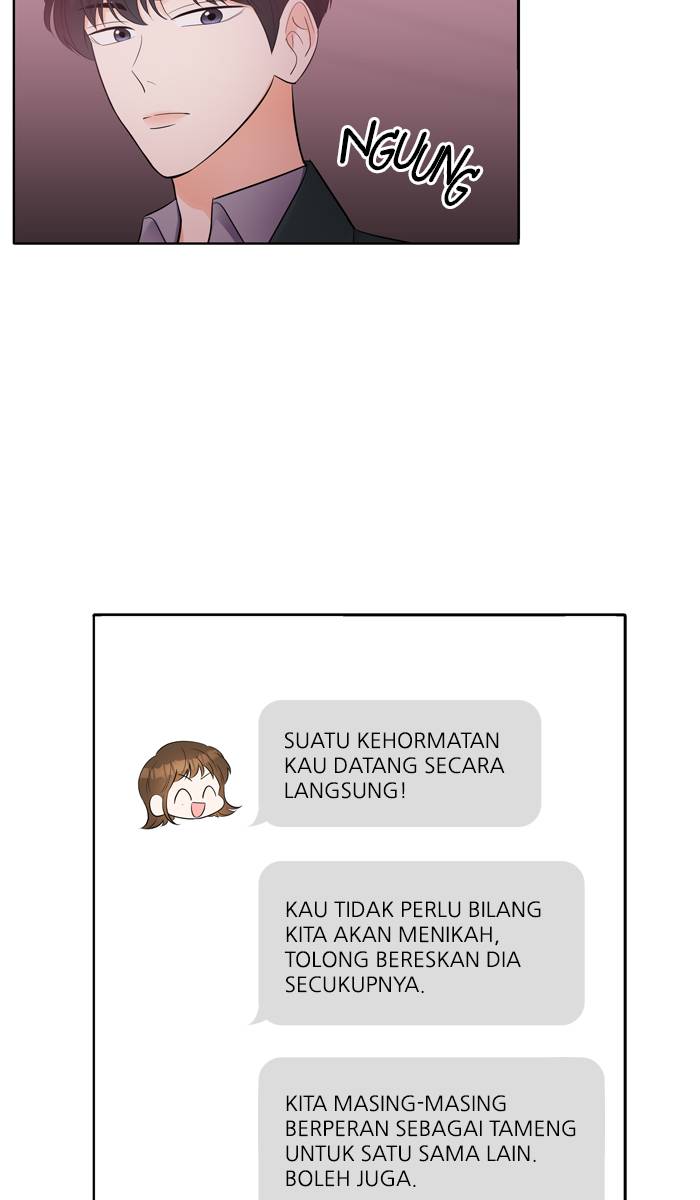 NGUUNG
SUATU KEHORMATAN
KAU DATANG SECARA
LANGSUNG!
KAU TIDAK PERLU BILANG
KITA AKAN MENIKAH,
TOLONG BERESKAN DIA
SECUKUPNYA.
KITA MASING-MASING
BERPERAN SEBAGAI TAMENG
UNTUK SATU SAMA LAIN.
BOLEH JUGA.